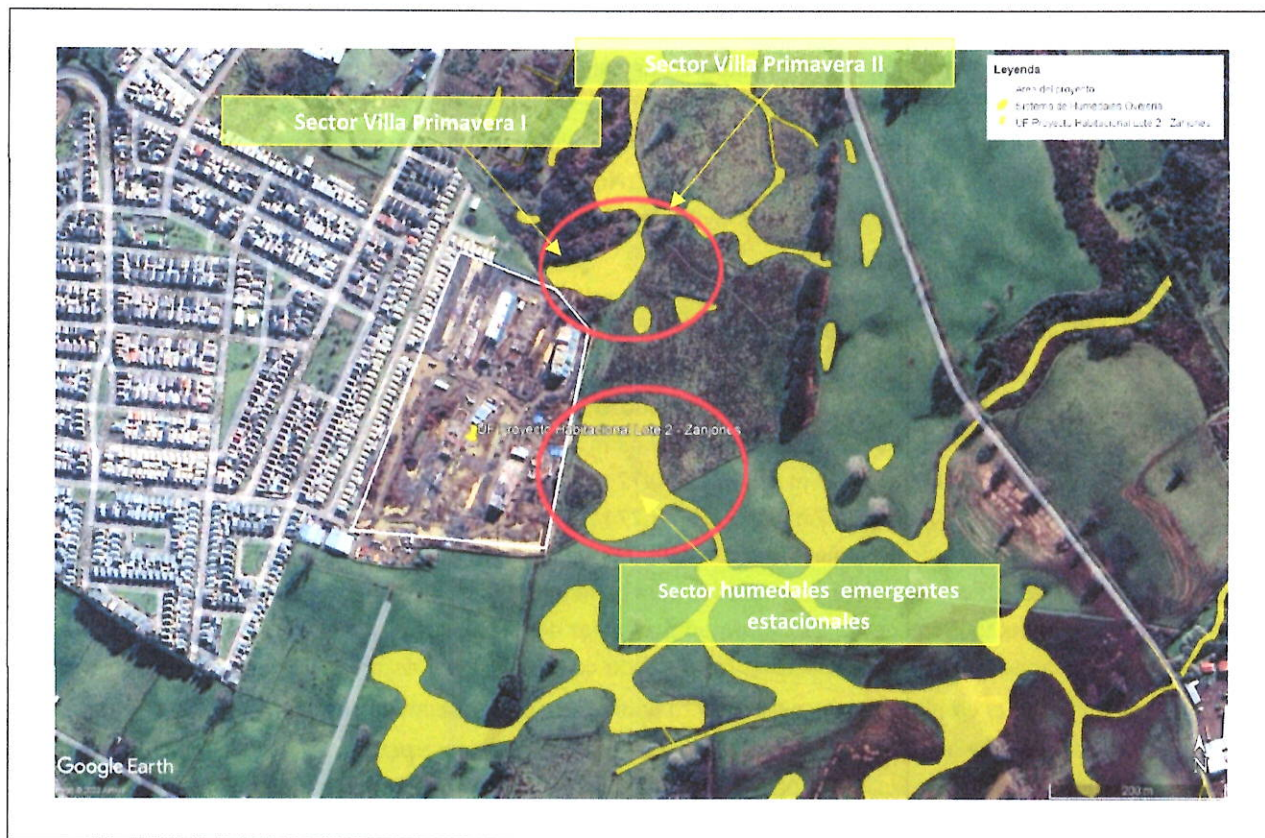 Sector Villa Primavera II
Sector Villa Primavera I
Leyenda
Area del proyecto
Sistema de Humedales Ovejería
UF Proyecto Habitacional Lote 2 - Zanjones
UF Proyecto Habitacional Lote 2 - Zanjones
Sector humedales emergentes
estacionales
Google Earth
N
200 m